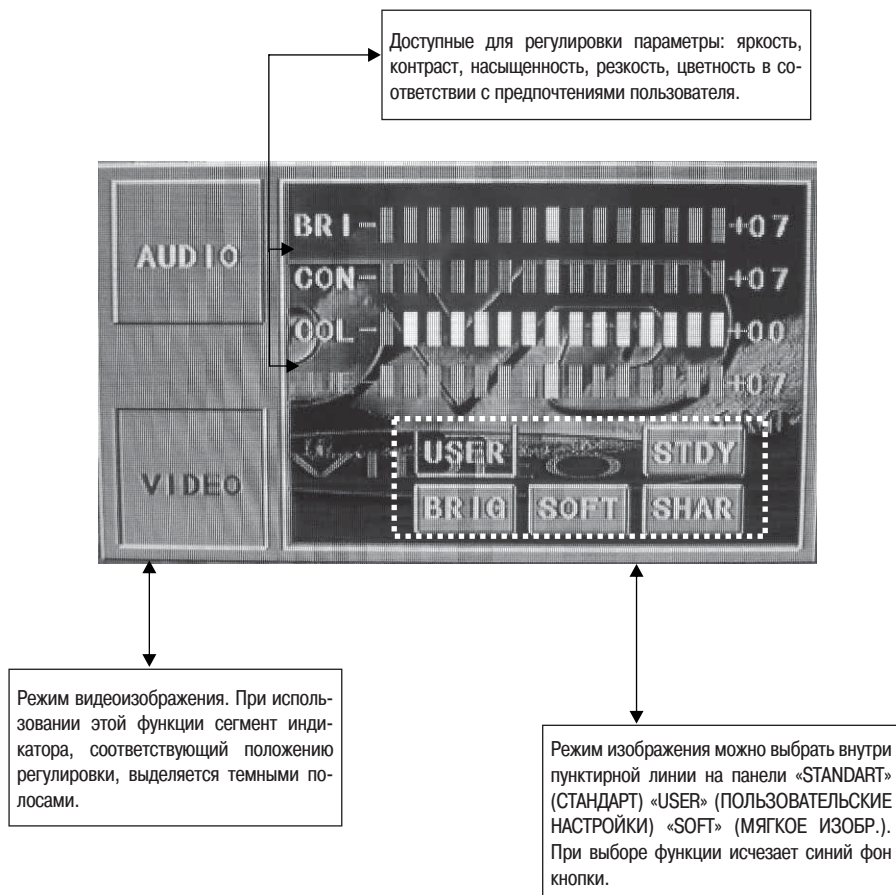 Доступные для регулировки параметры: яркость,
контраст, насыщенность, резкость, цветность в со-
ответствии с предпочтениями пользователя.
AUDIO
BRI - +07
CON - +07
COL - +00
- +07
VIDEO
USER STDY
BRIG SOFT SHAR
Режим видеоизображения. При исполь-
зовании этой функции сегмент инди-
катора, соответствующий положению
регулировки, выделяется темными по-
лосами.
Режим изображения можно выбрать внутри
пунктирной линии на панели «STANDART»
(СТАНДАРТ) «USER» (ПОЛЬЗОВАТЕЛЬСКИЕ
НАСТРОЙКИ) «SOFT» (МЯГКОЕ ИЗОБР.).
При выборе функции исчезает синий фон
кнопки.